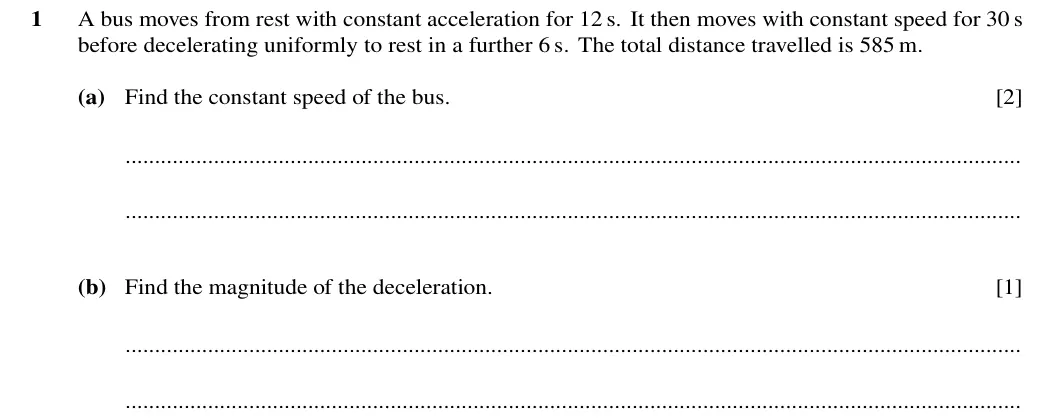 1 A bus moves from rest with constant acceleration for 12 s. It then moves with constant speed for 30 s
before decelerating uniformly to rest in a further 6 s. The total distance travelled is 585 m.
(a) Find the constant speed of the bus. [2]
(b) Find the magnitude of the deceleration. [1]